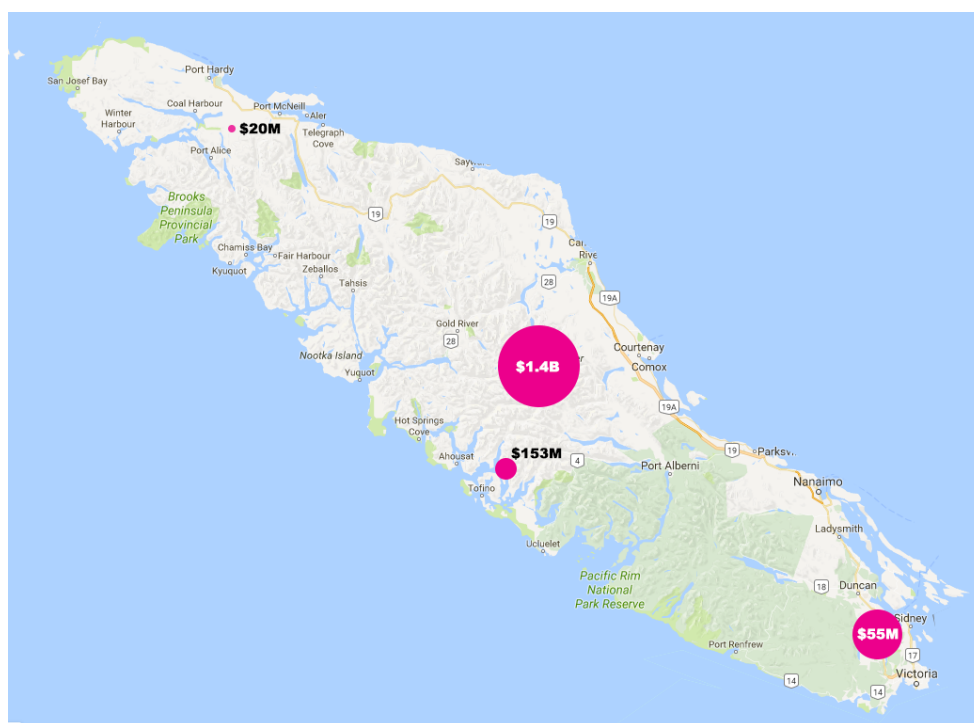 Port Hardy
San Josef Bay
Coal Harbour
Port McNeill
Winter
Harbour
Aler
$20M
Telegraph
Cove
Port Alice
Brooks
Peninsula
Provincial
Park
19
19
Rive
Chamiss Bay
Fair Harbour
Kyuquot
Zeballos
Tahsis
28
19A
Gold River
28
Nootka Island
Yuquot
$1.4B
Courtenay
Comox
19A
Hot Springs
Cove
$153M
Ahousat
4
19
Port Alberni
Tofino
Nanaimo
Ucluelet
Ladysmith
Pacific Rim
National
Park Reserve
18
Duncan
Sidney
$55M
Port Renfrew
17
Victoria
14
14